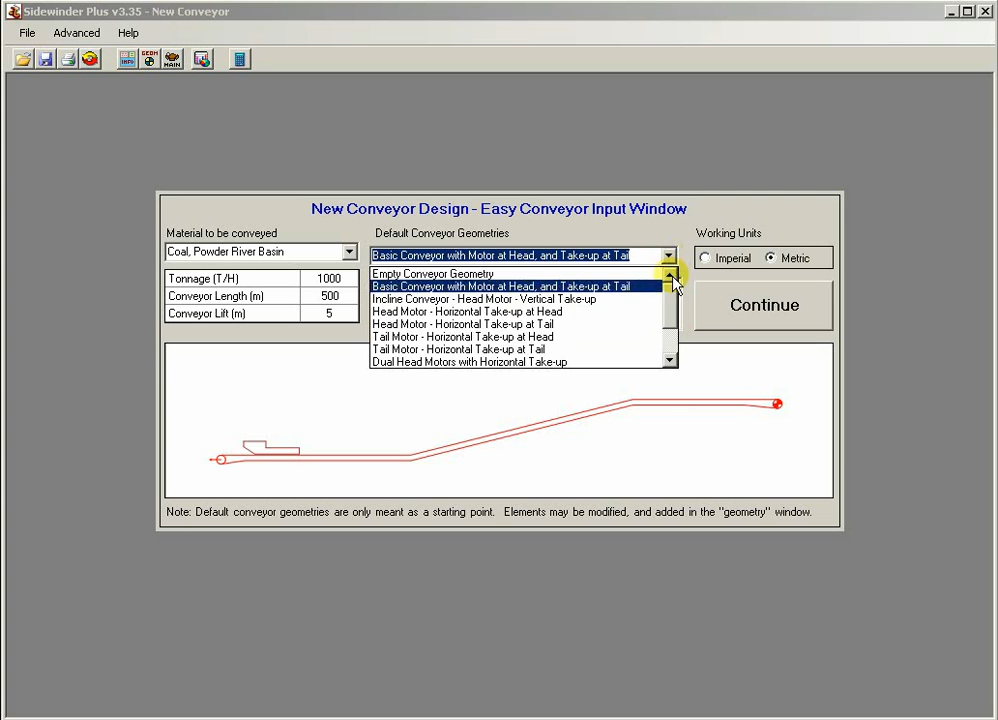 Sidewinder Plus v3.35 - New Conveyor
File Advanced Help
INFO GEOM MAIN
New Conveyor Design - Easy Conveyor Input Window
Material to be conveyed
Default Conveyor Geometries
Working Units
Coal, Powder River Basin
Basic Conveyor with Motor at Head, and Take-up at Tail
Imperial Metric
Tonnage (T/H) 1000
Conveyor Length (m) 500
Conveyor Lift (m) 5
Empty Conveyor Geometry
Basic Conveyor with Motor at Head, and Take-up at Tail
Incline Conveyor - Head Motor - Vertical Take-up
Head Motor - Horizontal Take-up at Head
Head Motor - Horizontal Take-up at Tail
Tail Motor - Horizontal Take-up at Head
Tail Motor - Horizontal Take-up at Tail
Dual Head Motors with Horizontal Take-up
Continue
Note: Default conveyor geometries are only meant as a starting point. Elements may be modified, and added in the "geometry" window.